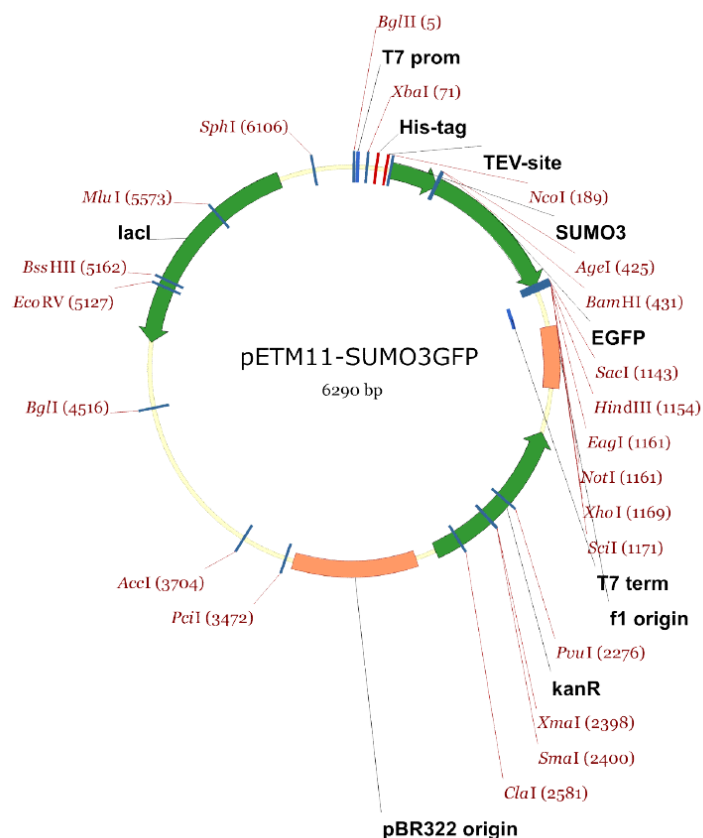 BglII (5)
T7 prom
XbaI (71)
His-tag
SphI (6106)
TEV-site
NcoI (189)
MluI (5573)
lacI
SUMO3
AgeI (425)
BssHII (5162)
EcoRV (5127)
BamHI (431)
EGFP
pETM11-SUMO3GFP
6290 bp
SacI (1143)
HindIII (1154)
BglI (4516)
EagI (1161)
NotI (1161)
XhoI (1169)
SciI (1171)
AccI (3704)
T7 term
PciI (3472)
f1 origin
PvuI (2276)
kanR
XmaI (2398)
SmaI (2400)
ClaI (2581)
pBR322 origin